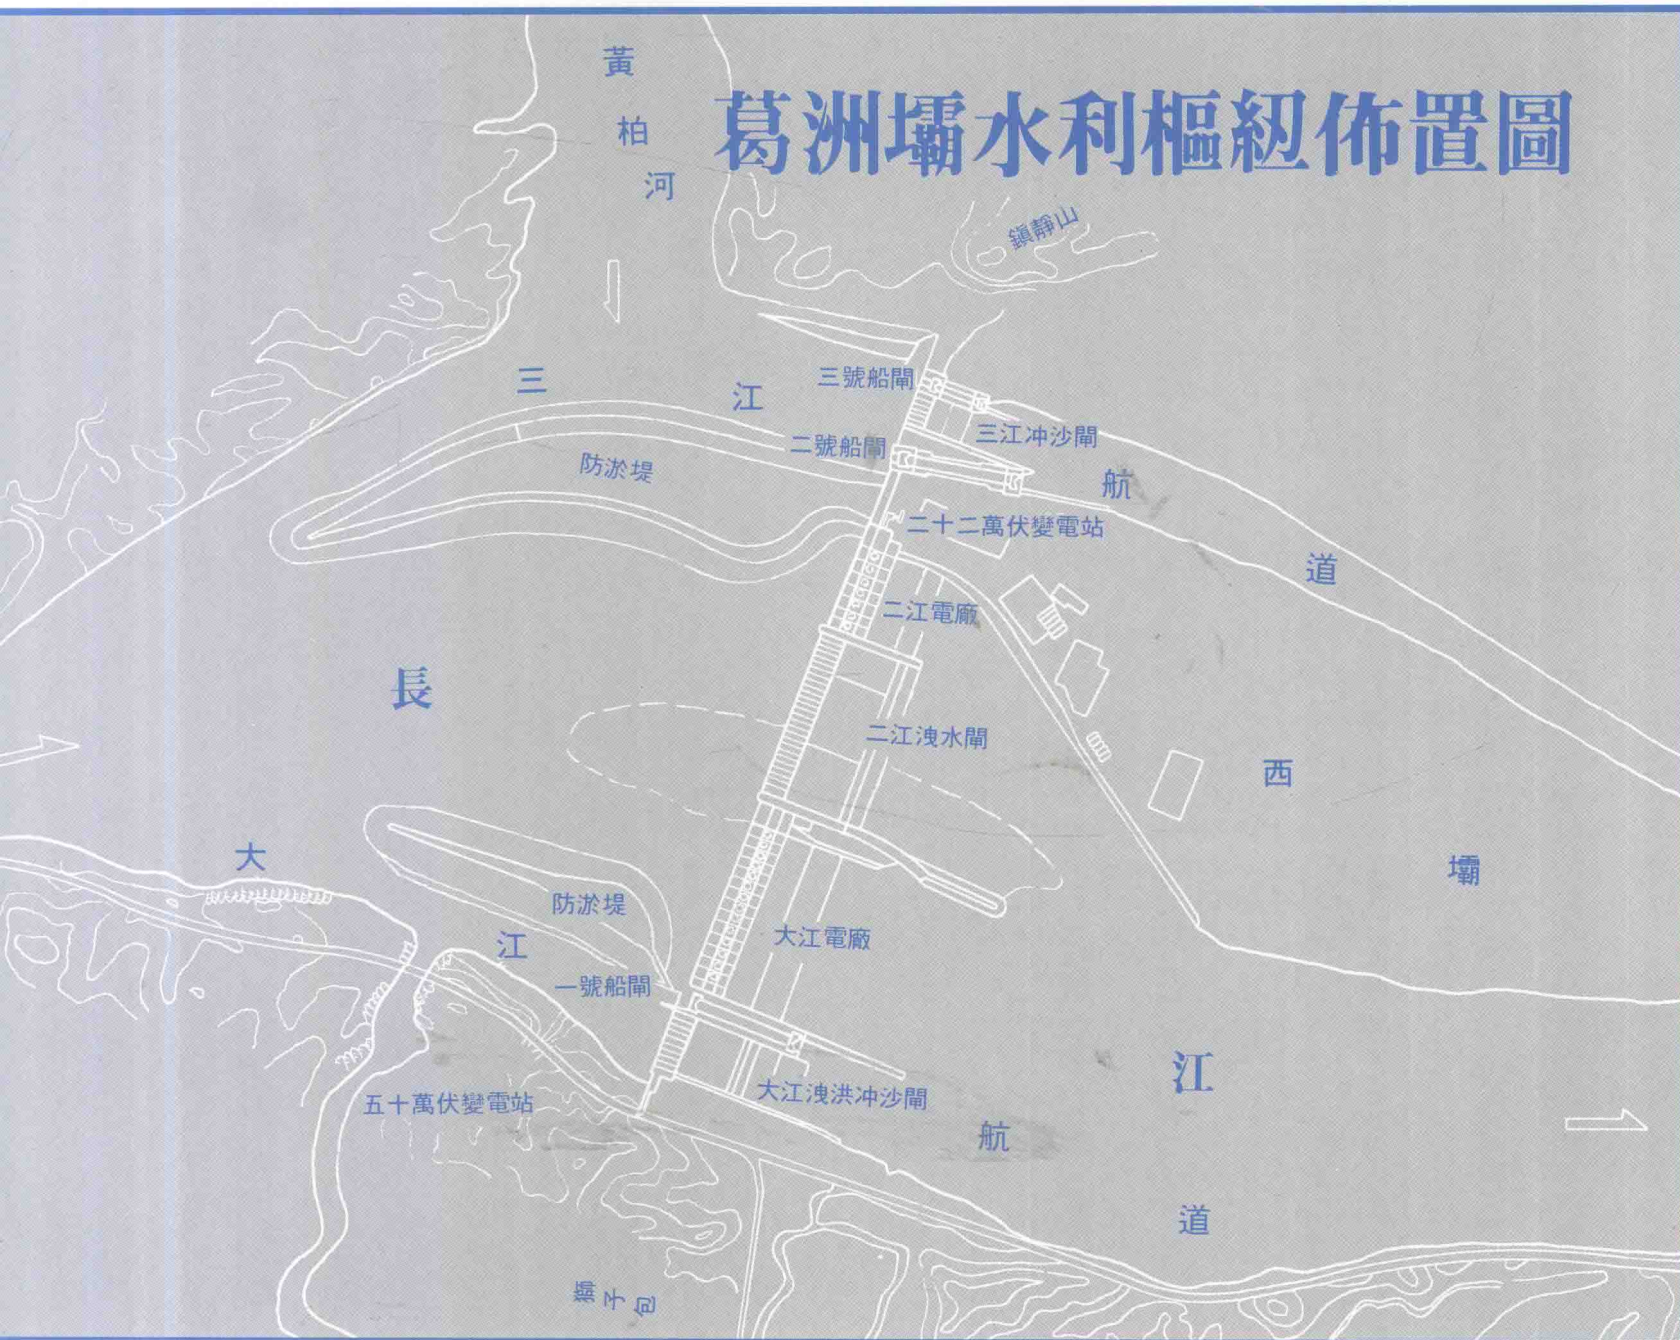 葛洲壩水利樞紐佈置圖
黃柏河
鎮靜山
三江
三號船閘
三江冲沙閘
二號船閘
防淤堤
航道
二十二萬伏變電站
二江電廠
長江
二江洩水閘
西壩
大江
防淤堤
大江電廠
一號船閘
大江洩洪冲沙閘
五十萬伏變電站
航道
獅子包